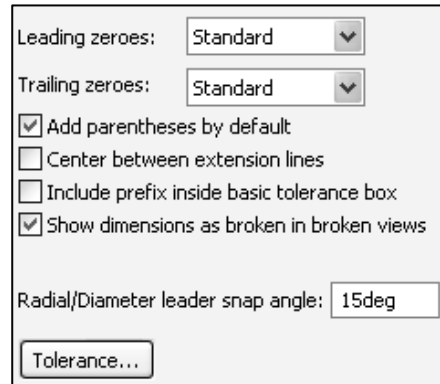 Leading zeroes: Standard
Trailing zeroes: Standard
Add parentheses by default
Center between extension lines
Include prefix inside basic tolerance box
Show dimensions as broken in broken views
Radial/Diameter leader snap angle: 15deg
Tolerance...